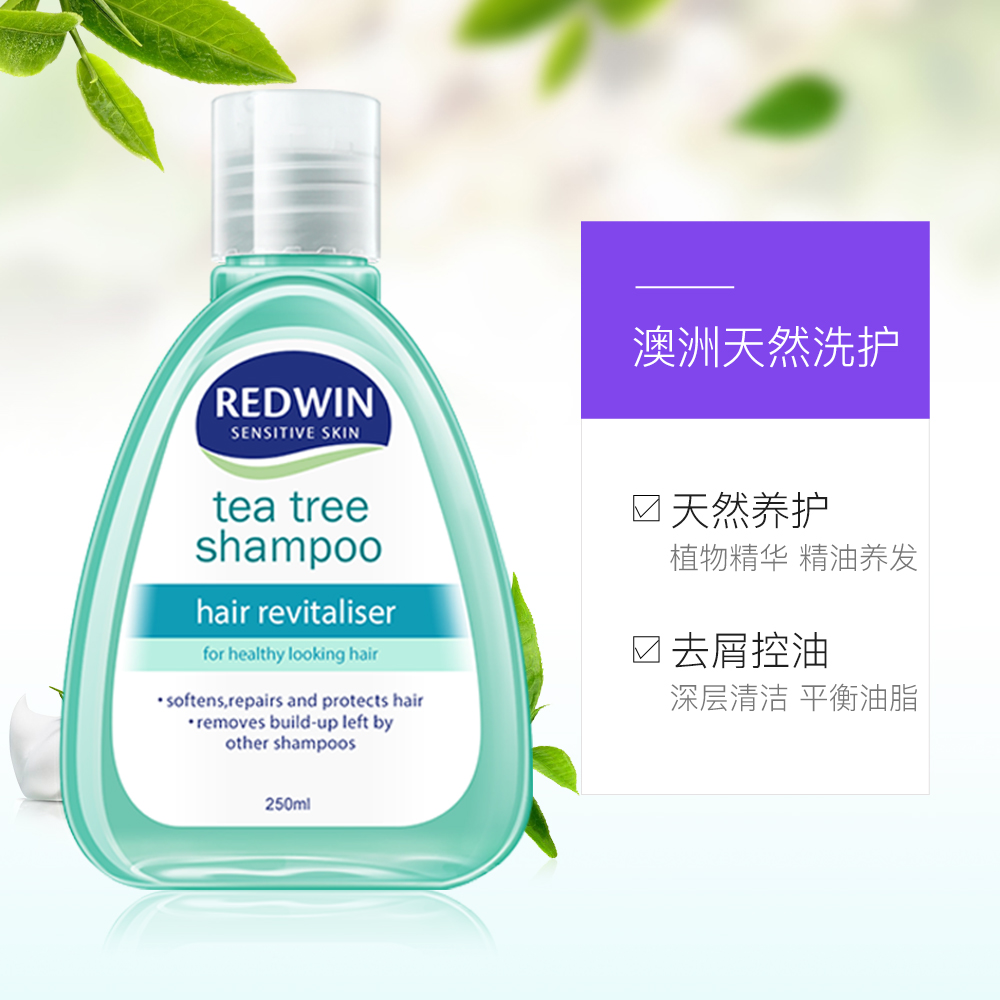 REDWIN
SENSITIVE SKIN
tea tree
shampoo
hair revitaliser
for healthy looking hair
•softens,repairs and protects hair
•removes build-up left by
other shampoos
250ml
澳洲天然洗护
天然养护
植物精华 精油养发
去屑控油
深层清洁 平衡油脂